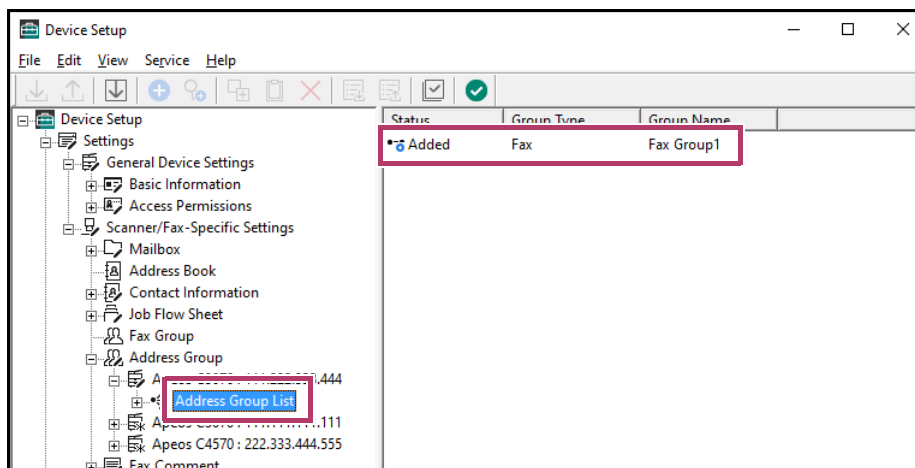 Device Setup
File Edit View Service Help
Device Setup
Status Group Type Group Name
Added Fax Fax Group1
Settings
General Device Settings
Basic Information
Access Permissions
Scanner/Fax-Specific Settings
Mailbox
Address Book
Contact Information
Job Flow Sheet
Fax Group
Address Group
.444
Address Group List
.111
Apeos C4570 : 222.333.444.555
Fax Comment